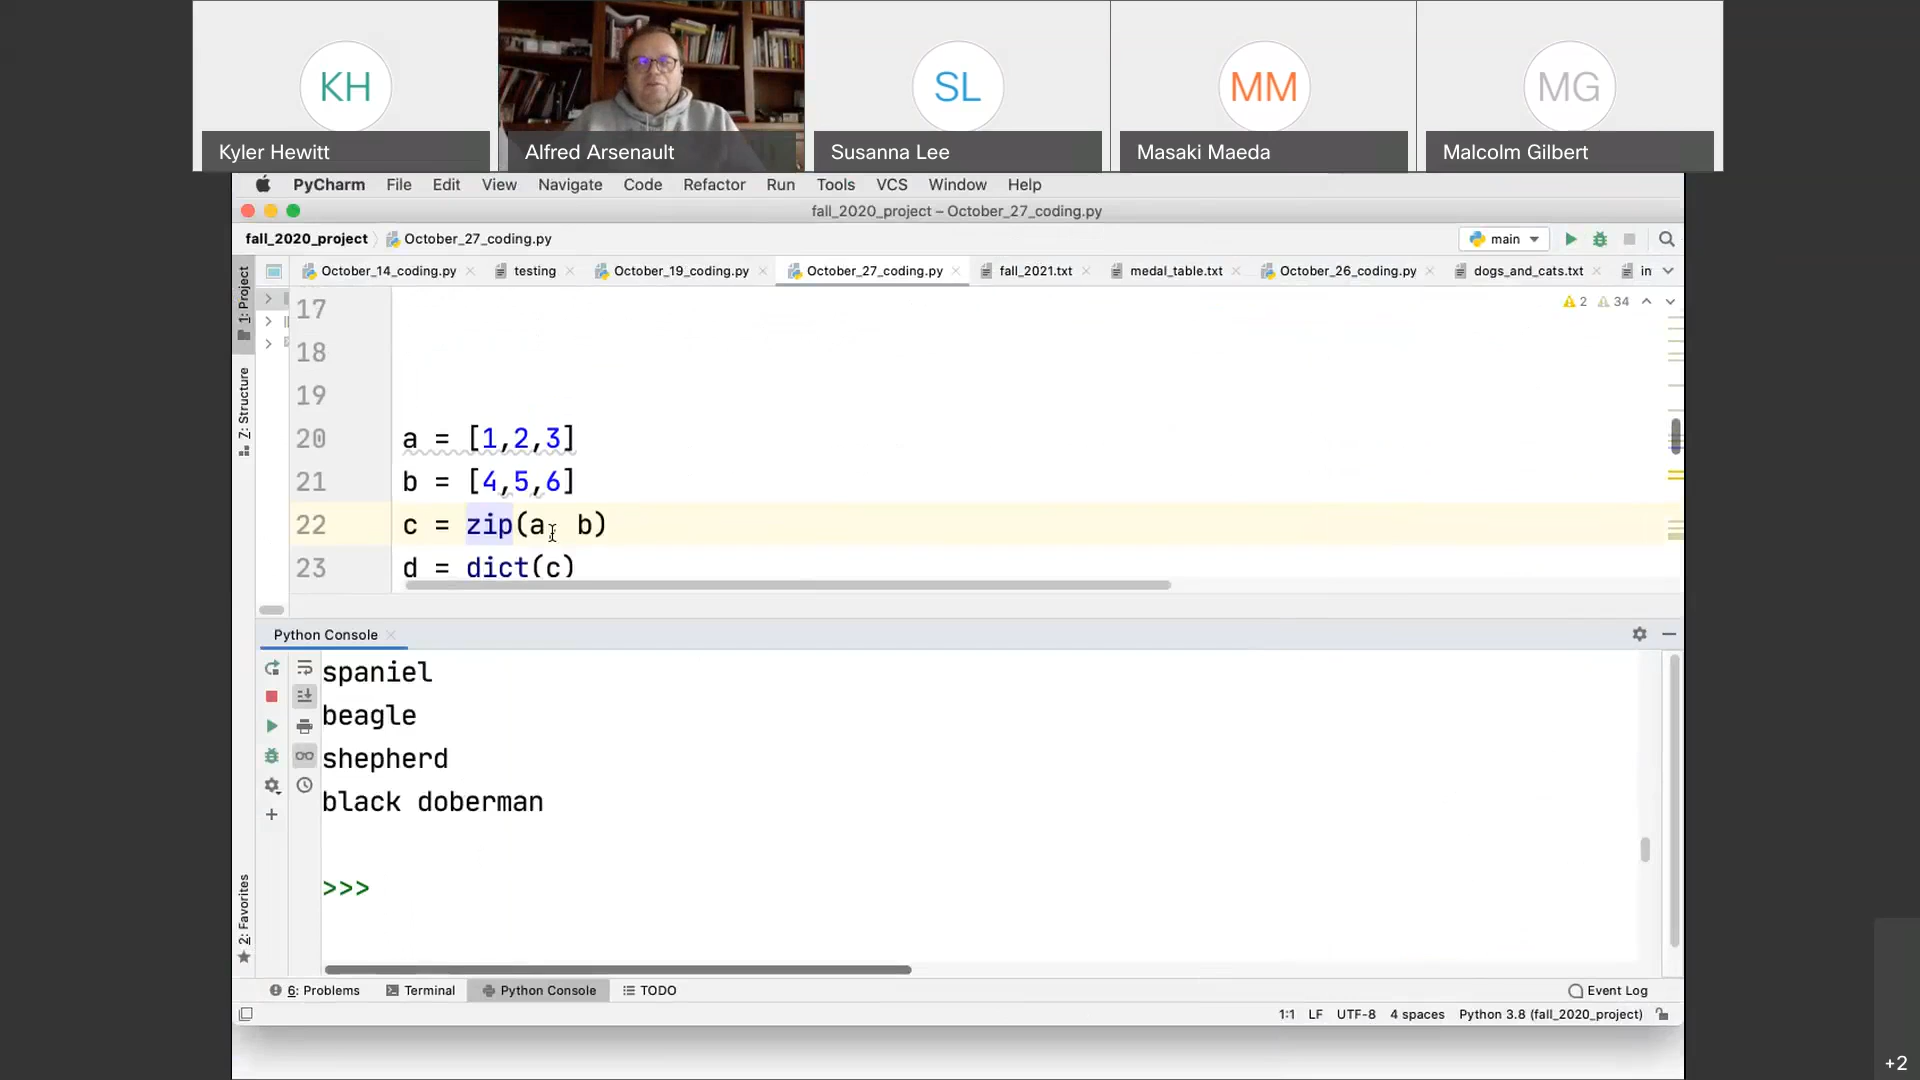 KH
SL
MM
MG
Kyler Hewitt
Alfred Arsenault
Susanna Lee
Masaki Maeda
Malcolm Gilbert
PyCharm File Edit View Navigate Code Refactor Run Tools VCS Window Help
fall_2020_project – October_27_coding.py
fall_2020_project October_27_coding.py
main
October_14_coding.py testing October_19_coding.py October_27_coding.py fall_2021.txt medal_table.txt October_26_coding.py dogs_and_cats.txt in
1: Project
2 34
17
18
19
20 a = [1,2,3]
21 b = [4,5,6]
22 c = zip(a, b)
23 d = dict(c)
Z: Structure
Python Console
spaniel
beagle
shepherd
black doberman
>>>
2: Favorites
6: Problems Terminal Python Console TODO Event Log
1:1 LF UTF-8 4 spaces Python 3.8 (fall_2020_project)
+2